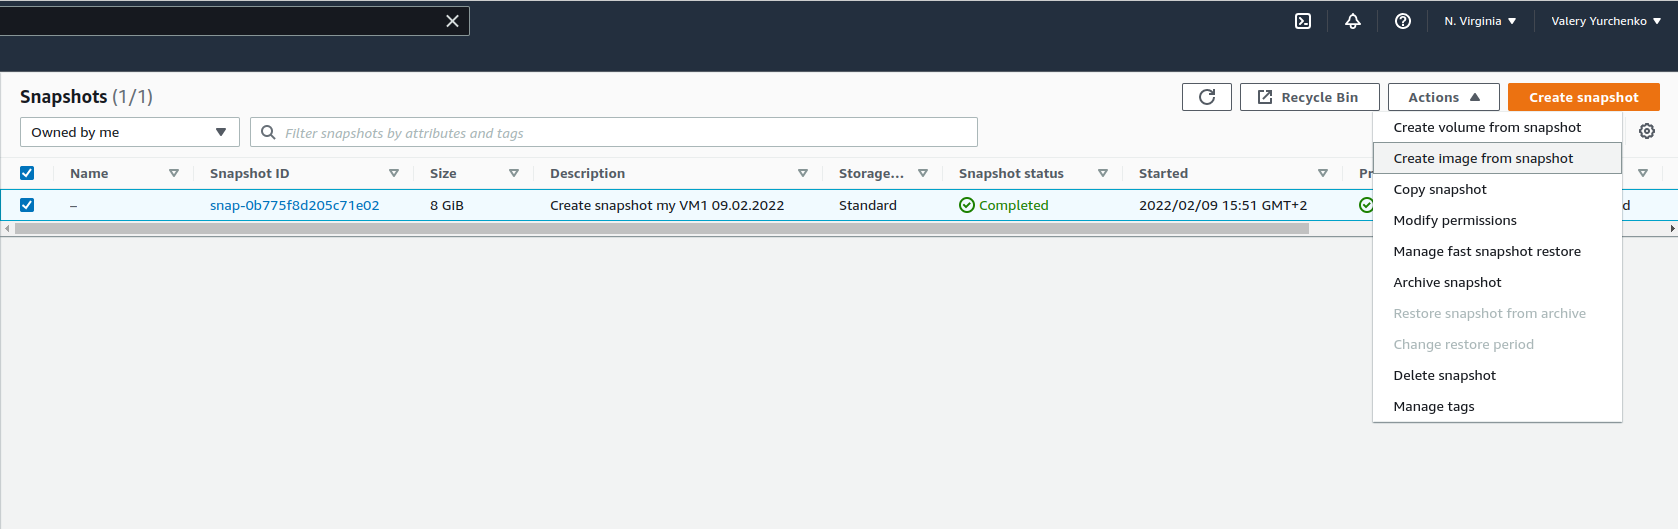 N. Virginia
Valery Yurchenko
Snapshots (1/1)
Recycle Bin
Actions
Create snapshot
Owned by me
Filter snapshots by attributes and tags
Name
Snapshot ID
Size
Description
Storage...
Snapshot status
Started
–
snap-0b775f8d205c71e02
8 GiB
Create snapshot my VM1 09.02.2022
Standard
Completed
2022/02/09 15:51 GMT+2
Create volume from snapshot
Create image from snapshot
Copy snapshot
Modify permissions
Manage fast snapshot restore
Archive snapshot
Restore snapshot from archive
Change restore period
Delete snapshot
Manage tags